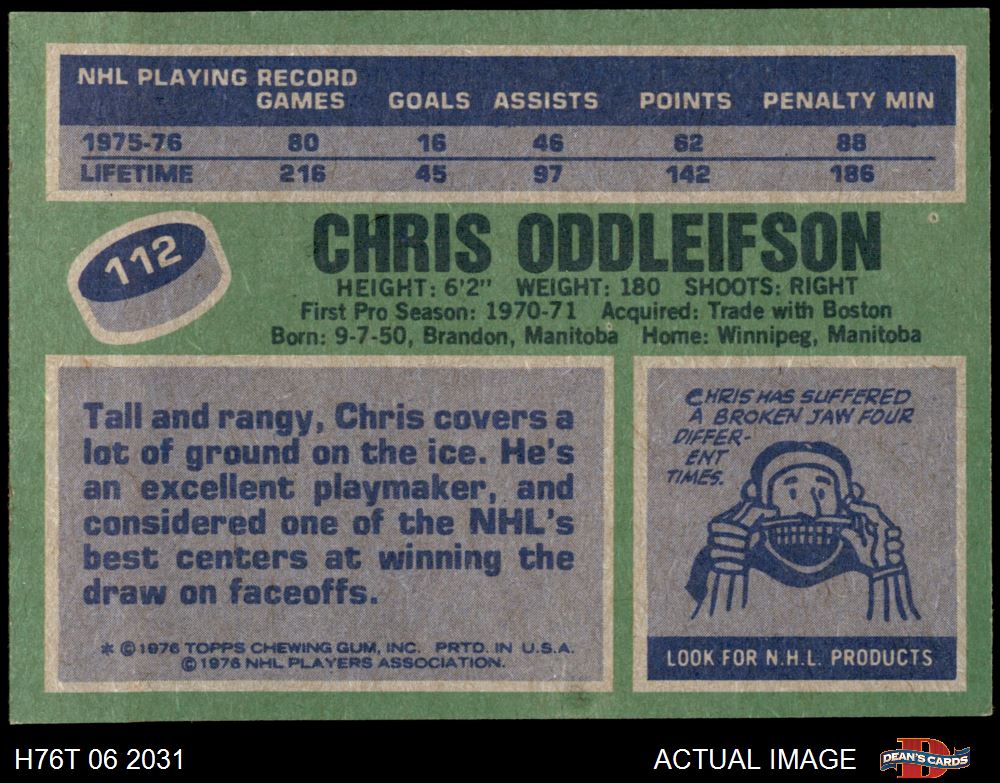 NHL PLAYING RECORD
GAMES GOALS ASSISTS POINTS PENALTY MIN
1975-76 80 16 46 62 88
LIFETIME 216 45 97 142 186
112
CHRIS ODDLEIFSON
HEIGHT: 6'2" WEIGHT: 180 SHOOTS: RIGHT
First Pro Season: 1970-71 Acquired: Trade with Boston
Born: 9-7-50, Brandon, Manitoba Home: Winnipeg, Manitoba
Tall and rangy, Chris covers a
lot of ground on the ice. He's
an excellent playmaker, and
considered one of the NHL's
best centers at winning the
draw on faceoffs.
* © 1976 TOPPS CHEWING GUM, INC. PRTD. IN U.S.A.
© 1976 NHL PLAYERS ASSOCIATION.
CHRIS HAS SUFFERED
A BROKEN JAW FOUR
DIFFER-
ENT
TIMES.
LOOK FOR N.H.L. PRODUCTS
H76T 06 2031 ACTUAL IMAGE D DEAN'S CARDS